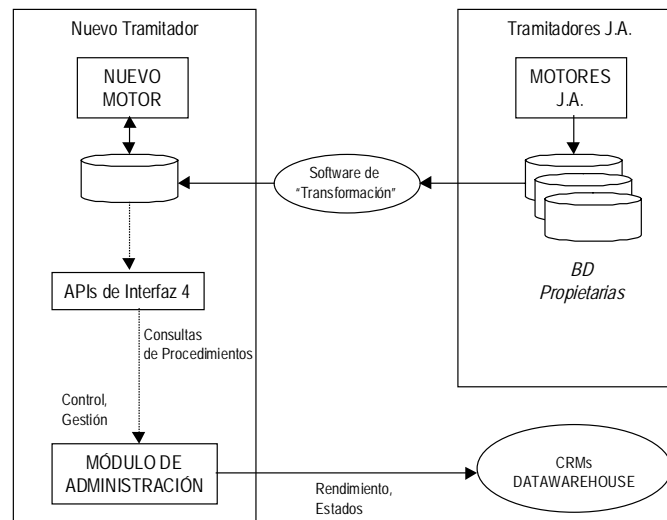 Nuevo Tramitador
NUEVO
MOTOR
APIs de Interfaz 4
Consultas
de Procedimientos
Control,
Gestión
MÓDULO DE
ADMINISTRACIÓN
Software de
“Transformación”
Rendimiento,
Estados
Tramitadores J.A.
MOTORES
J.A.
BD
Propietarias
CRMs
DATAWAREHOUSE